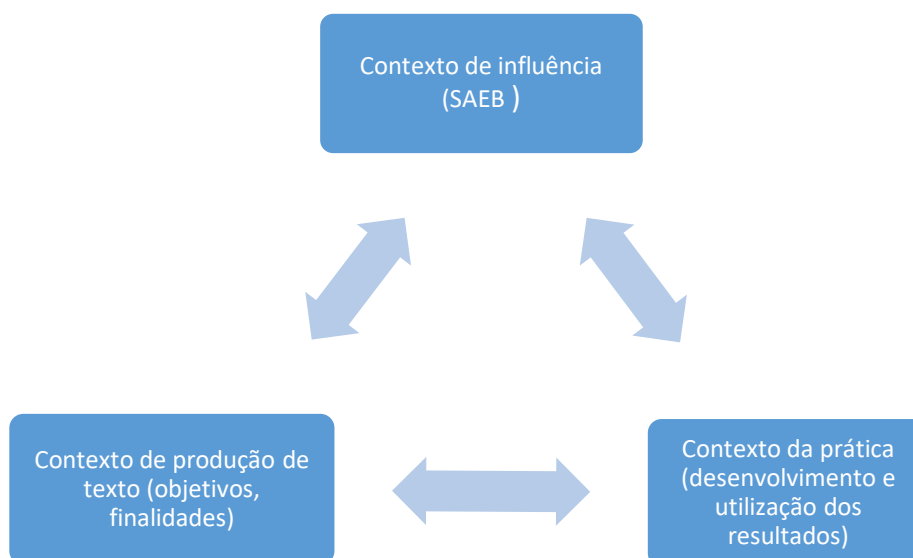 Contexto de influência
(SAEB )
Contexto de produção de
texto (objetivos,
finalidades)
Contexto da prática
(desenvolvimento e
utilização dos
resultados)